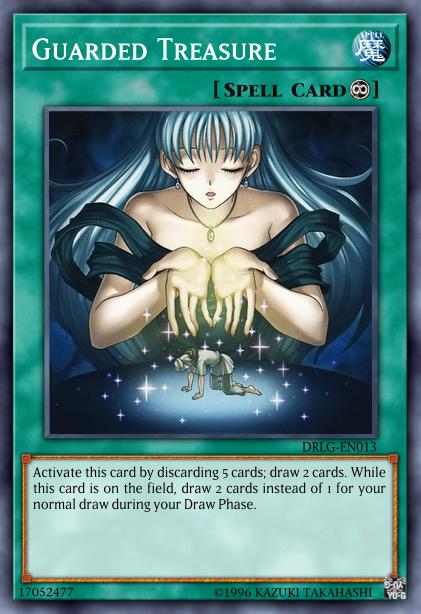 Guarded Treasure
SPELL
魔
[Spell Card]
DRLG-EN013
Activate this card by discarding 5 cards; draw 2 cards. While
this card is on the field, draw 2 cards instead of 1 for your
normal draw during your Draw Phase.
17052477
©1996 KAZUKI TAKAHASHI